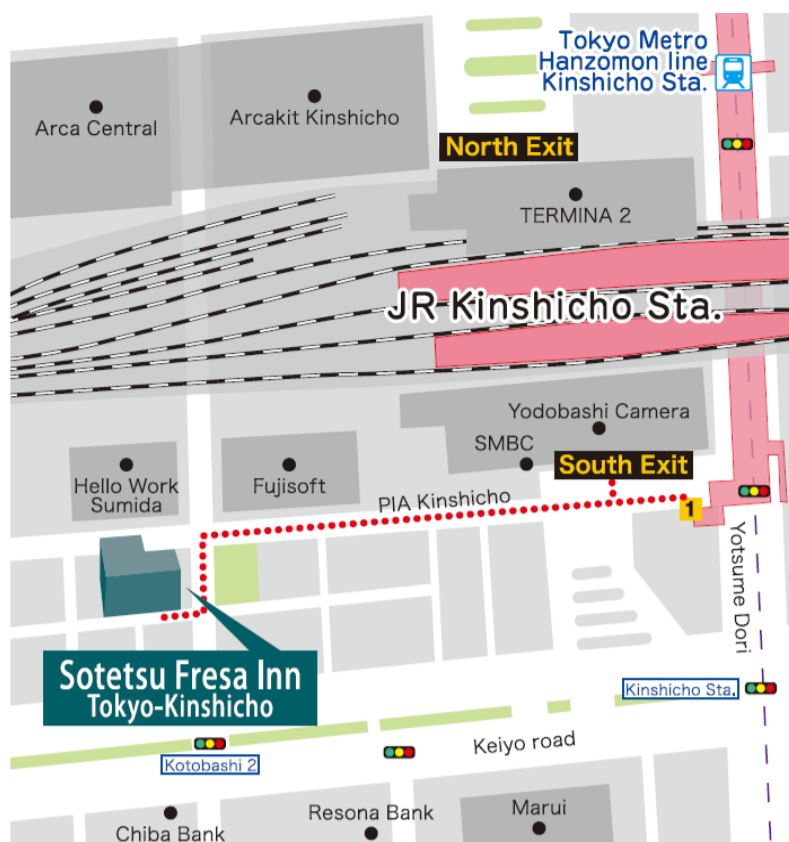 Tokyo Metro
Hanzomon line
Kinshicho Sta.
Arca Central
Arcakit Kinshicho
North Exit
TERMINA 2
JR Kinshicho Sta.
Yodobashi Camera
SMBC
South Exit
Hello Work
Sumida
Fujisoft
PIA Kinshicho
1
Yotsume Dori
Sotetsu Fresa Inn
Tokyo-Kinshicho
Kinshicho Sta.
Keiyo road
Kotobashi 2
Chiba Bank
Resona Bank
Marui